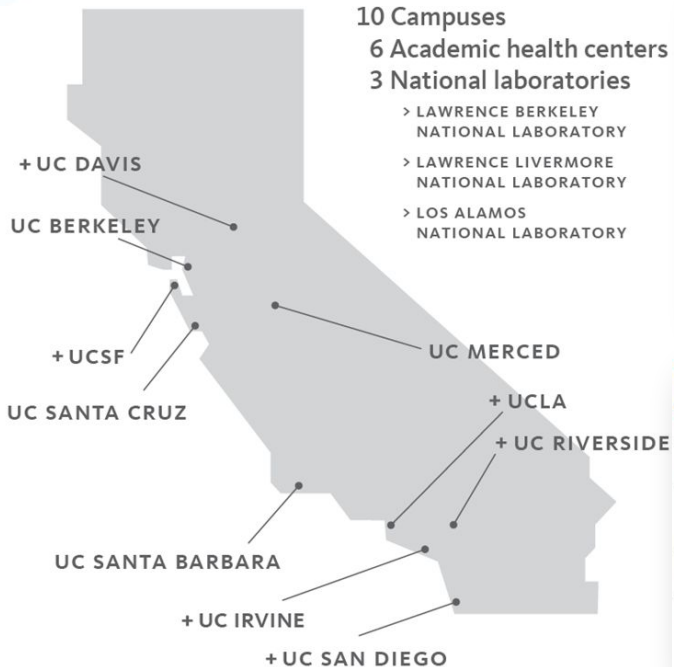 10 Campuses
6 Academic health centers
3 National laboratories
> LAWRENCE BERKELEY
NATIONAL LABORATORY
> LAWRENCE LIVERMORE
NATIONAL LABORATORY
> LOS ALAMOS
NATIONAL LABORATORY
+ UC DAVIS
UC BERKELEY
+ UCSF
UC MERCED
UC SANTA CRUZ
+ UCLA
+ UC RIVERSIDE
UC SANTA BARBARA
+ UC IRVINE
+ UC SAN DIEGO